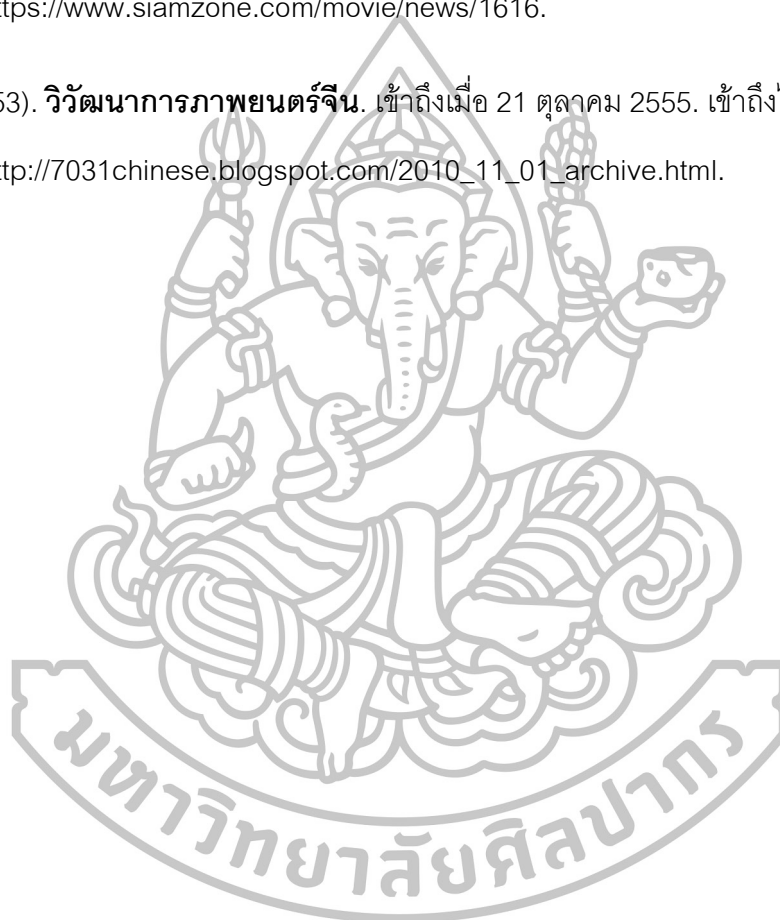 ttps://www.siamzone.com/movie/news/1616.
53). วิวัฒนาการภาพยนตร์จีน. เข้าถึงเมื่อ 21 ตุลาคม 2555. เข้าถึง
ttp://7031chinese.blogspot.com/2010_11_01_archive.html.
มหาวิทยาลัยศิลปากร